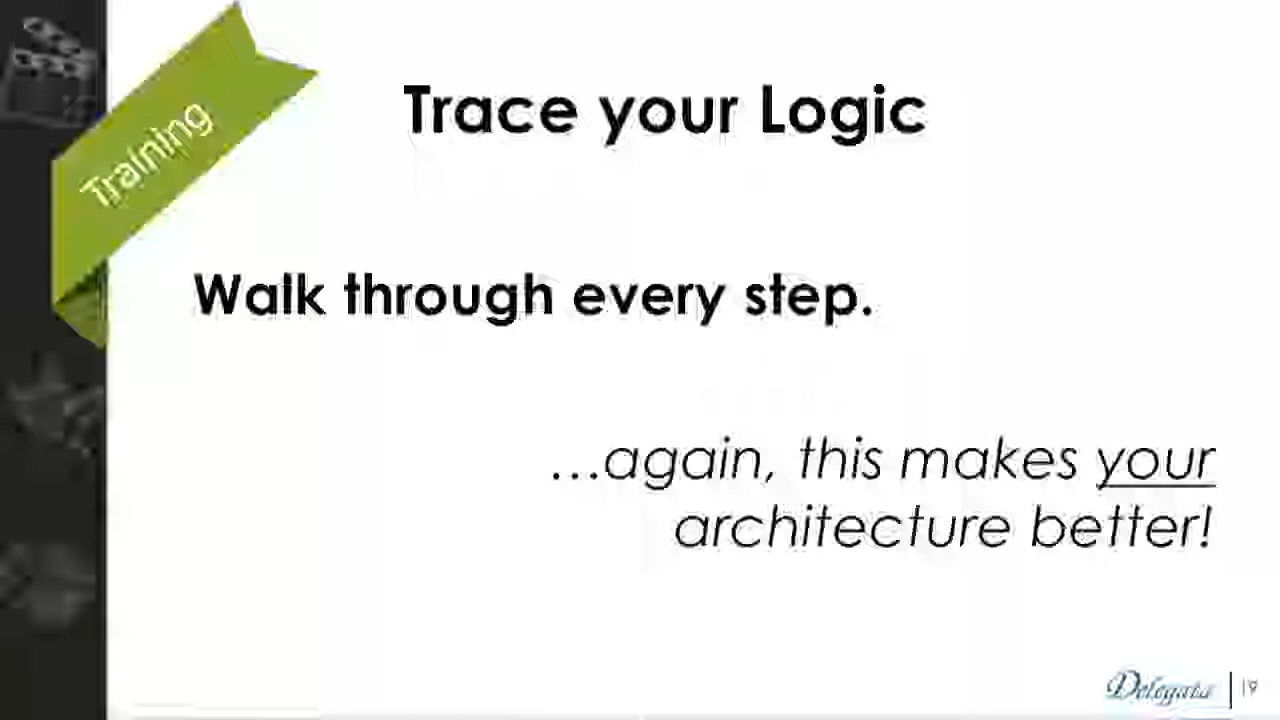 Training
Trace your Logic
Walk through every step.
...again, this makes your
architecture better!
Delegata
19